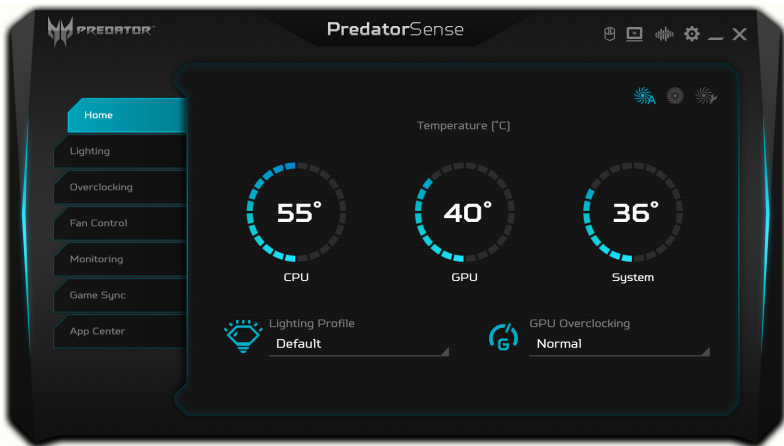 PREDATOR
PredatorSense
Home
Lighting
Overclocking
Fan Control
Monitoring
Game Sync
App Center
A
Temperature [°C]
55° 40° 36°
CPU GPU System
Lighting Profile
Default
G
GPU Overclocking
Normal